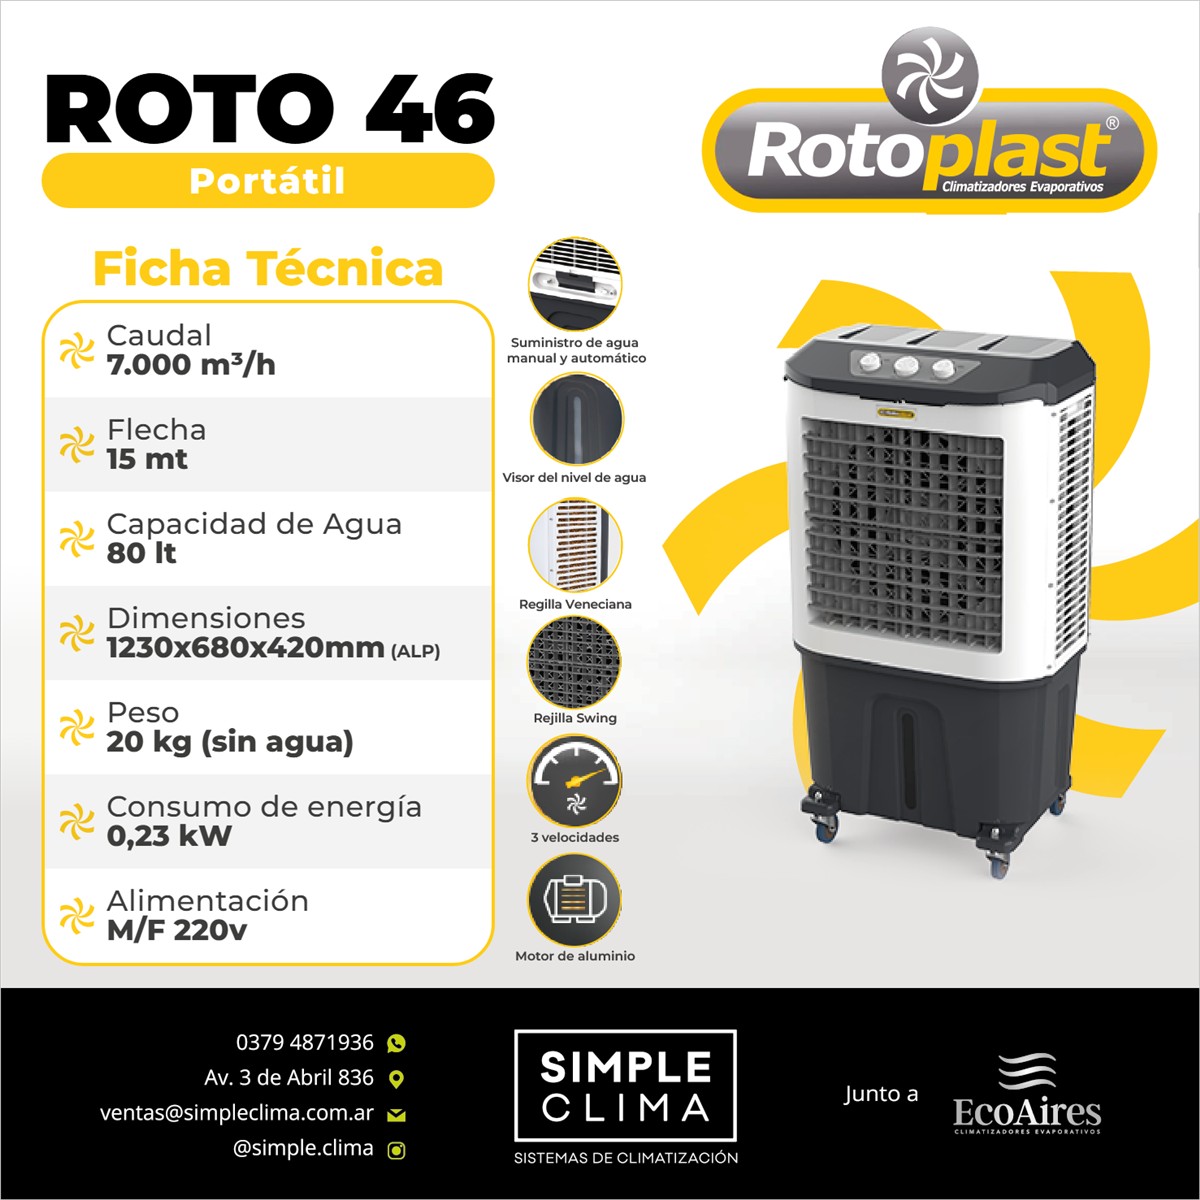 ROTO 46
Portátil
Rotoplast®
Climatizadores Evaporativos
Ficha Técnica
Caudal
7.000 m³/h
Flecha
15 mt
Capacidad de Agua
80 lt
Dimensiones
1230x680x420mm (ALP)
Peso
20 kg (sin agua)
Consumo de energía
0,23 kW
Alimentación
M/F 220v
Suministro de agua
manual y automático
Visor del nivel de agua
Regilla Veneciana
Rejilla Swing
3 velocidades
Motor de aluminio
0379 4871936
Av. 3 de Abril 836
ventas@simpleclima.com.ar
@simple.clima
SIMPLE
CLIMA
SISTEMAS DE CLIMATIZACIÓN
Junto a
EcoAires
CLIMATIZADORES EVAPORATIVOS